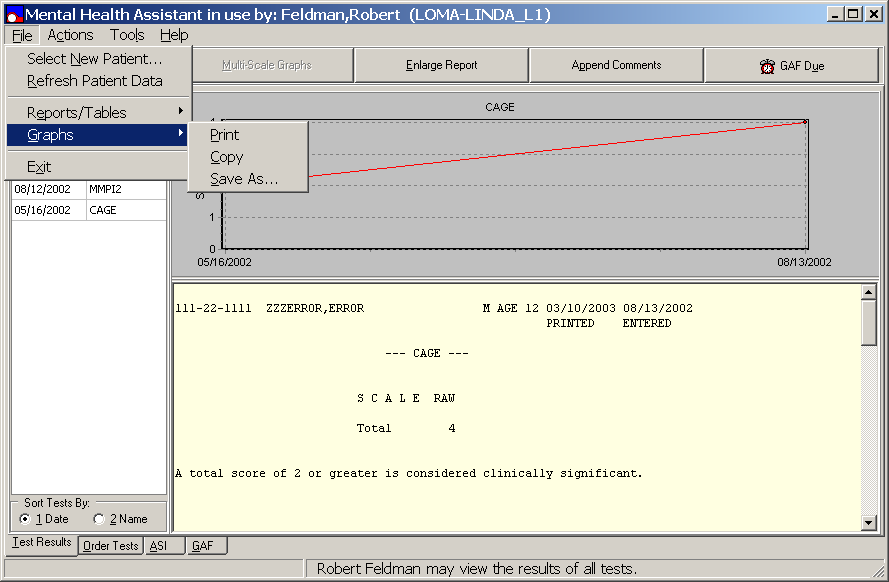 Mental Health Assistant in use by: Feldman,Robert (LOMA-LINDA_L1)
File Actions Tools Help
Select New Patient...
Refresh Patient Data
Reports/Tables
Graphs
Exit
Print
Copy
Save As...
Multi-Scale Graphs Enlarge Report Append Comments GAF Due
CAGE
1
0
05/16/2002 08/13/2002
08/12/2002 MMPI2
05/16/2002 CAGE
111-22-1111 ZZZERROR,ERROR M AGE 12 03/10/2003 08/13/2002
PRINTED ENTERED
--- CAGE ---
S C A L E RAW
Total 4
A total score of 2 or greater is considered clinically significant.
Sort Tests By:
1 Date 2 Name
Test Results Order Tests ASI GAF
Robert Feldman may view the results of all tests.